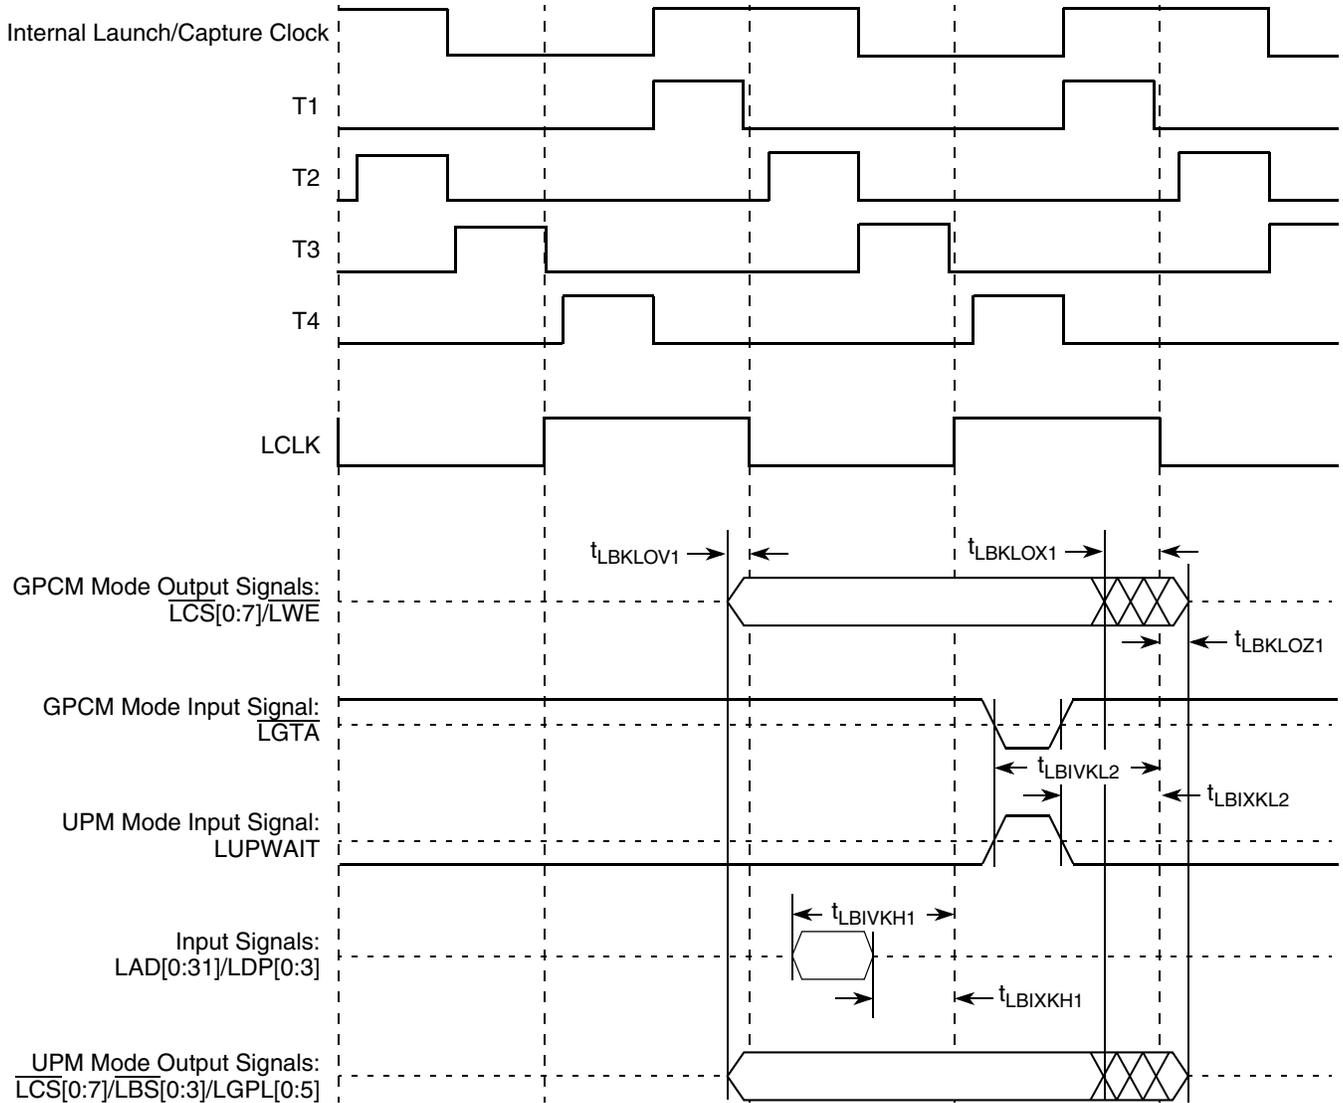 Internal Launch/Capture Clock
T1
T2
T3
T4
LCLK
tLBKLOV1
tLBKLOX1
GPCM Mode Output Signals:
LCS[0:7]/LWE
tLBKLOZ1
GPCM Mode Input Signal:
LGTA
tLBIVKL2
tLBIXKL2
UPM Mode Input Signal:
LUPWAIT
tLBIVKH1
Input Signals:
LAD[0:31]/LDP[0:3]
tLBIXKH1
UPM Mode Output Signals:
LCS[0:7]/LBS[0:3]/LGPL[0:5]